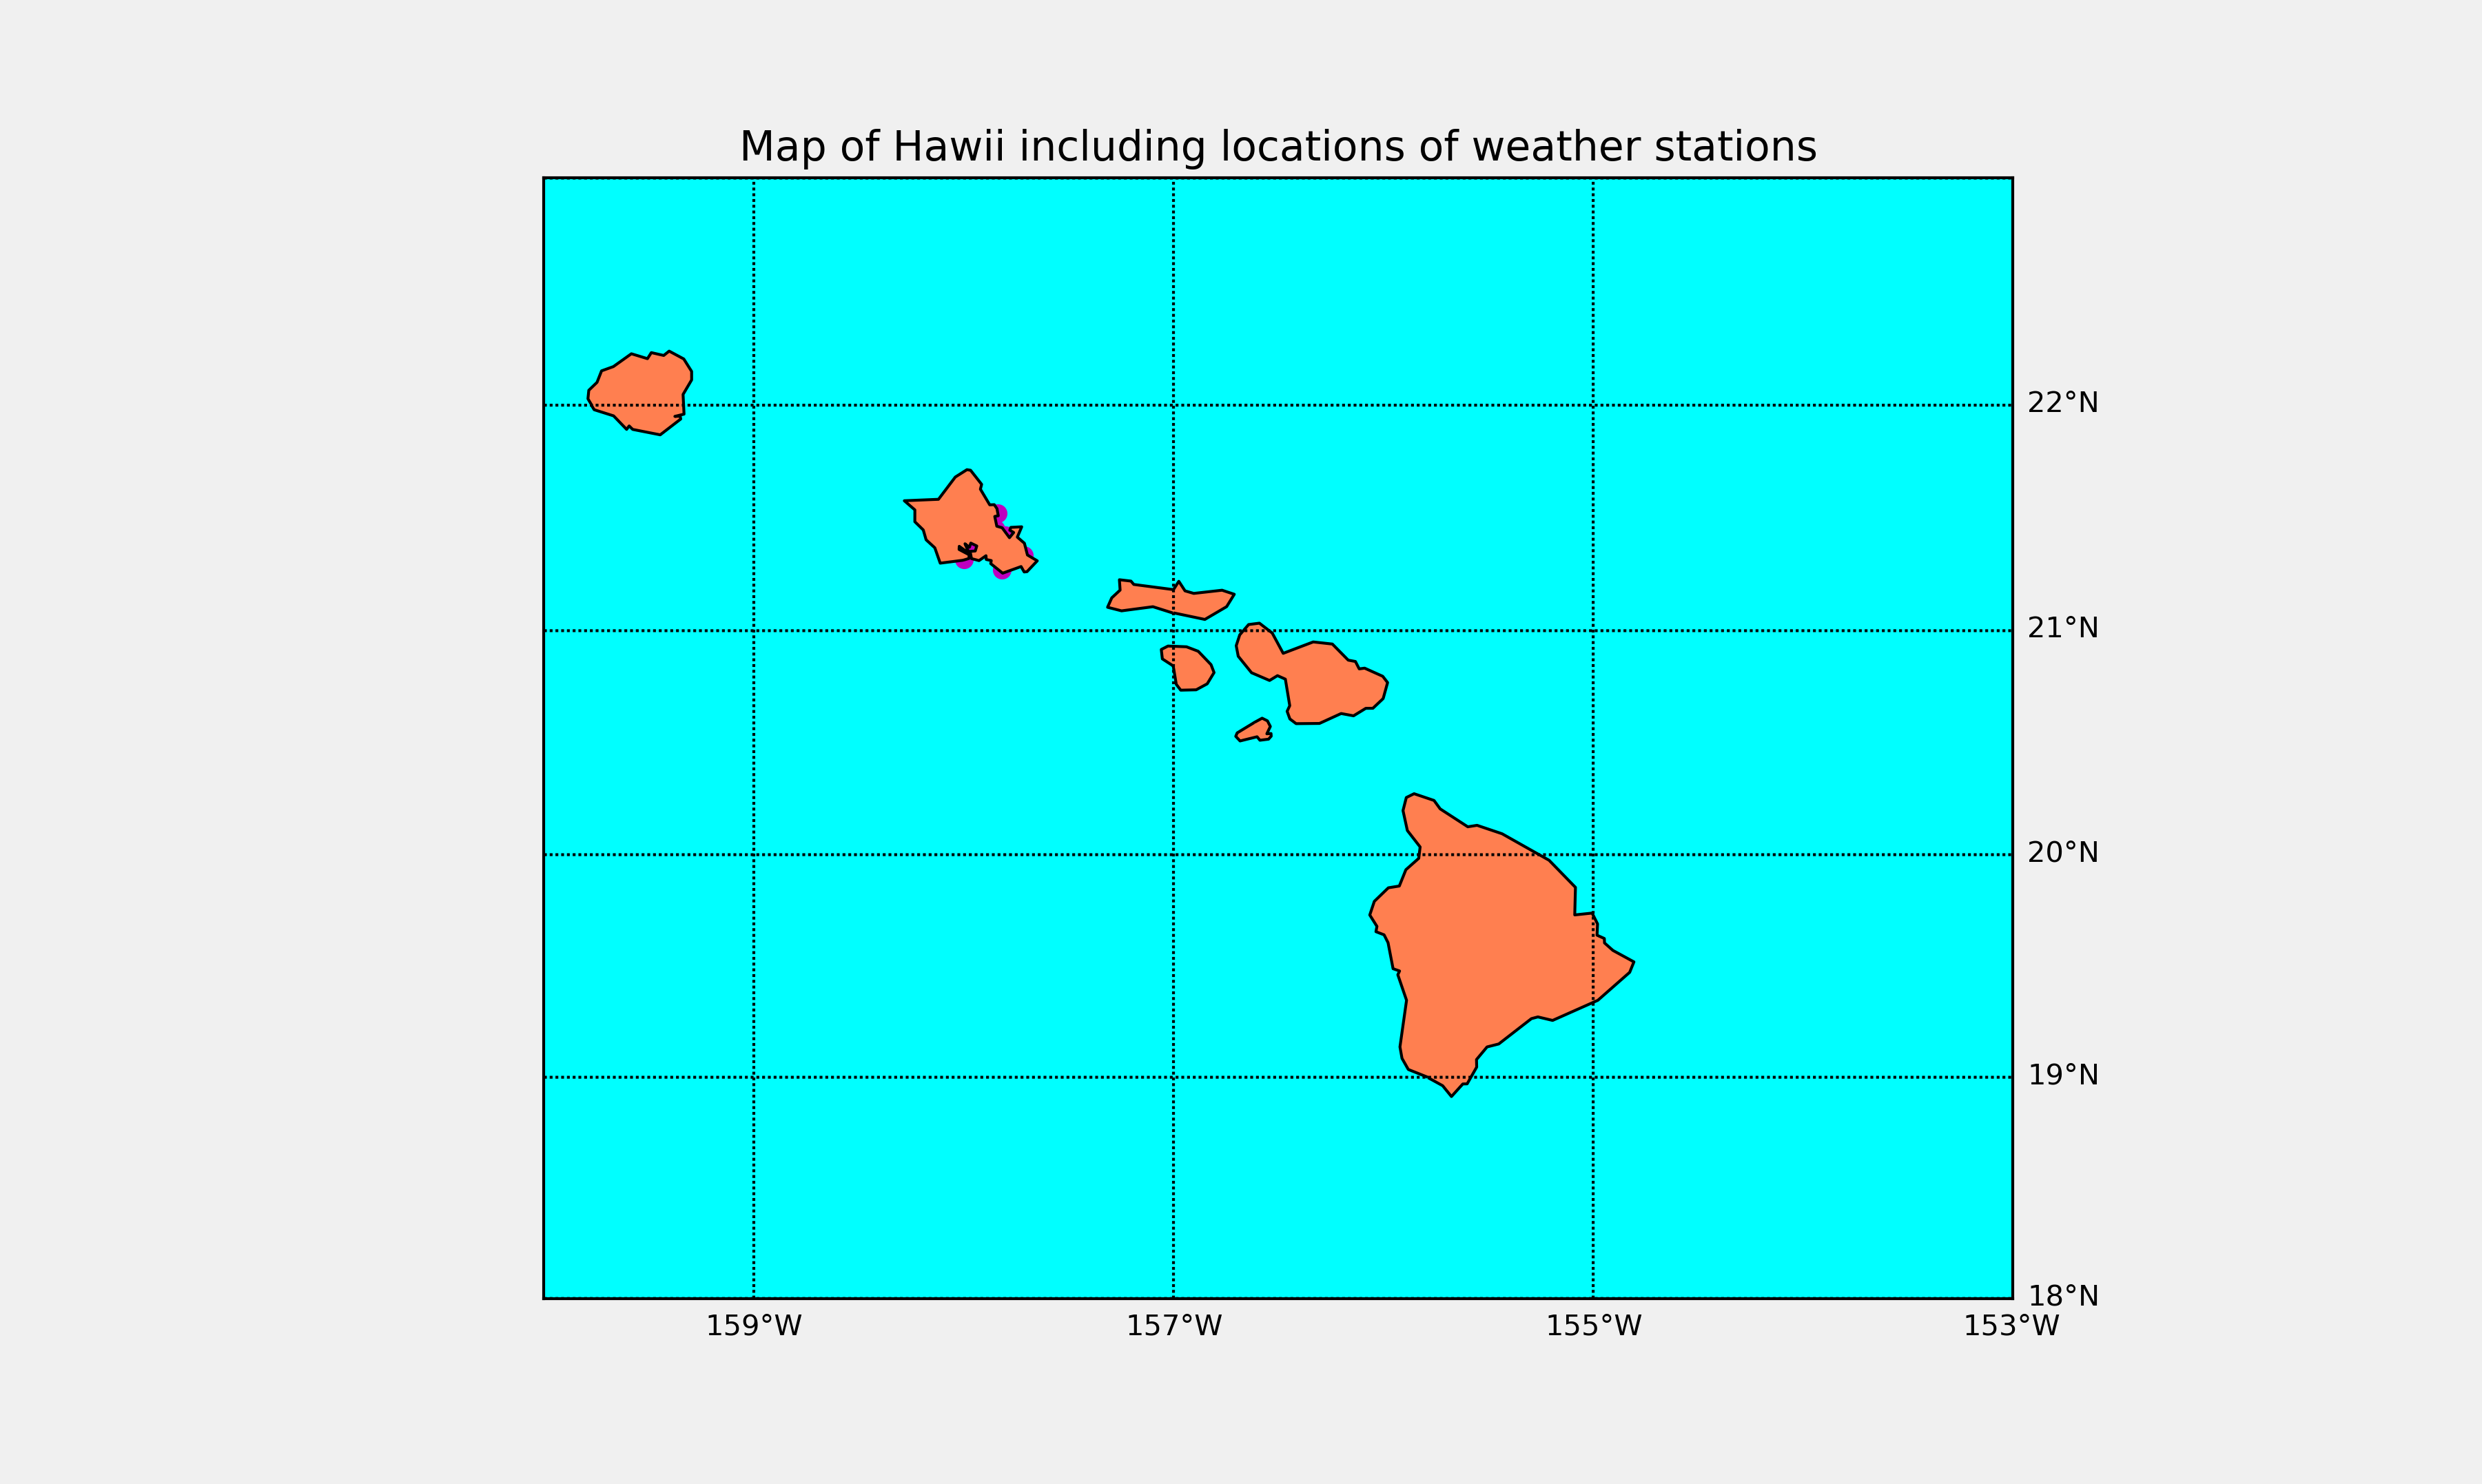 Map of Hawii including locations of weather stations
22°N
21°N
20°N
19°N
18°N
159°W
157°W
155°W
153°W